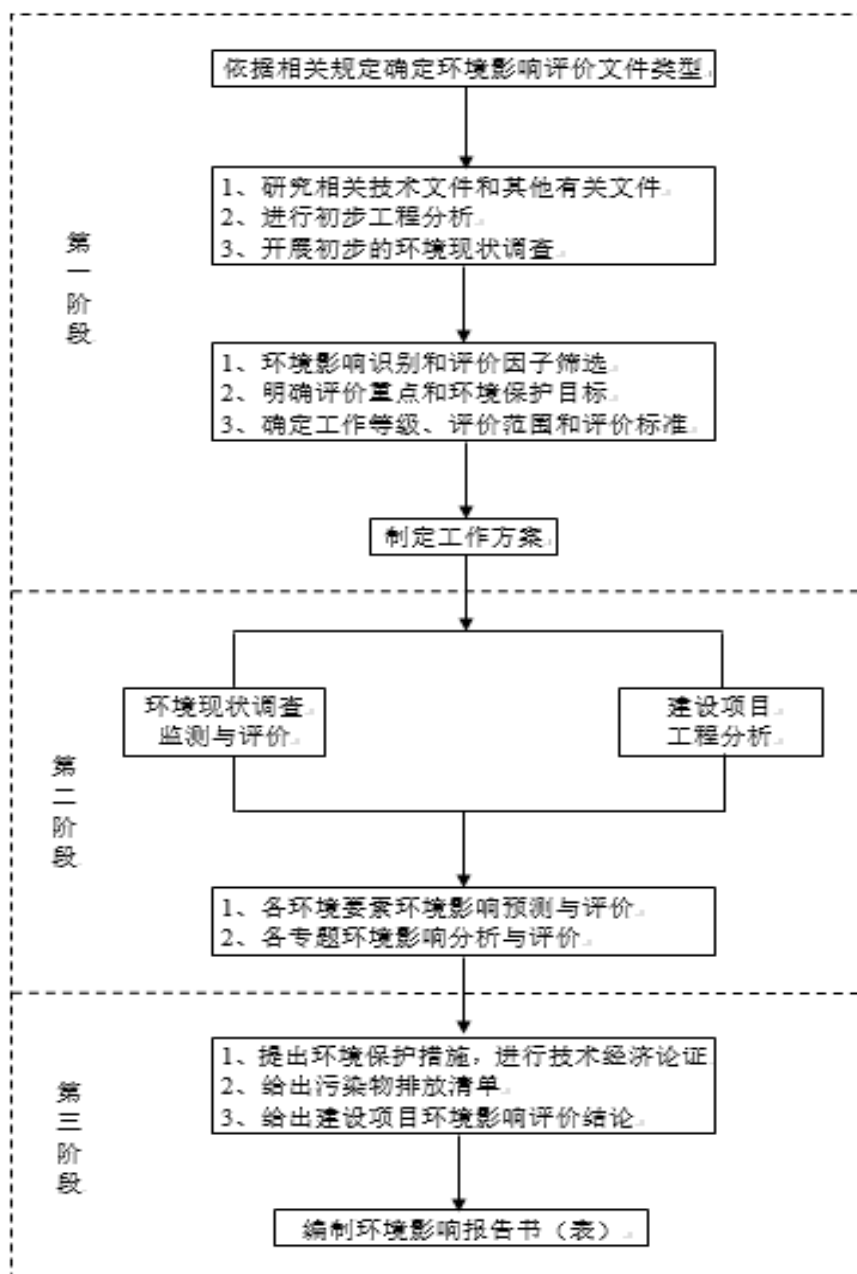 依据相关规定确定环境影响评价文件类型
1、研究相关技术文件和其他有关文件
2、进行初步工程分析
3、开展初步的环境现状调查
第一阶段
1、环境影响识别和评价因子筛选
2、明确评价重点和环境保护目标
3、确定工作等级、评价范围和评价标准
制定工作方案
环境现状调查
监测与评价
建设项目
工程分析
第二阶段
1、各环境要素环境影响预测与评价
2、各专题环境影响分析与评价
第三阶段
1、提出环境保护措施，进行技术经济论证
2、给出污染物排放清单
3、给出建设项目环境影响评价结论
编制环境影响报告书（表）